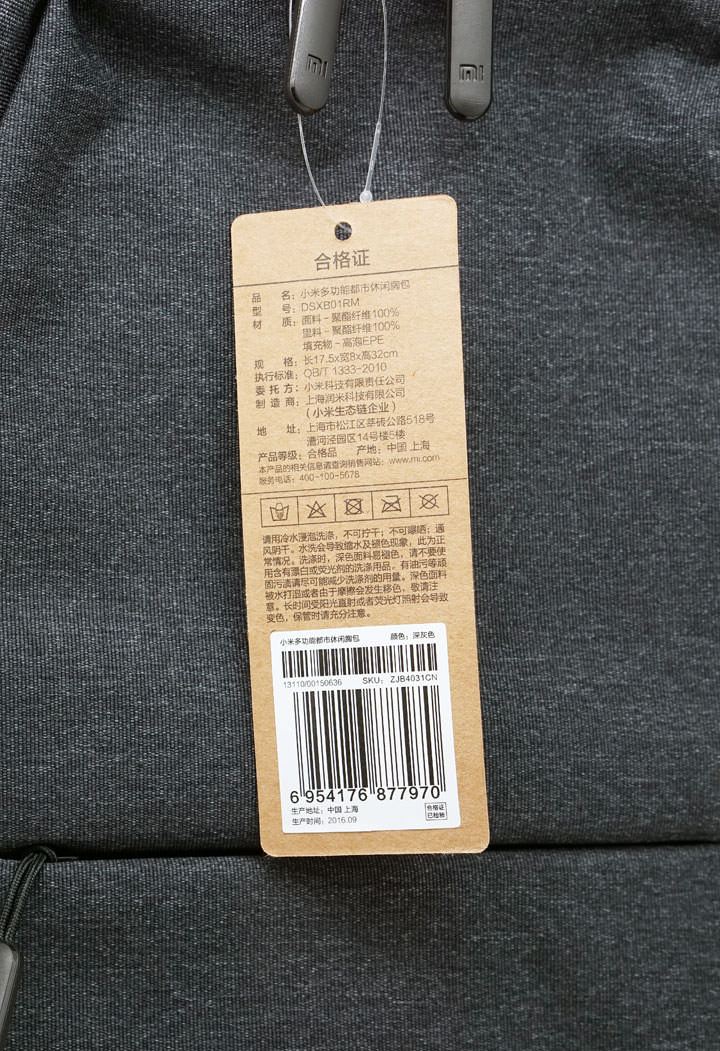 mi
mi
合格证
品 名：小米多功能都市休闲胸包
型 号：DSXB01RM
材 质：面料－聚酯纤维100%
里料－聚酯纤维100%
填充物－高泡EPE
规 格：长17.5x宽8x高32cm
执行标准：QB/T 1333-2010
委托方：小米科技有限责任公司
制造商：上海润米科技有限公司
（小米生态链企业）
地 址：上海市松江区莘砖公路518号
漕河泾园区14号楼5楼
产品等级：合格品 产地：中国 上海
本产品的相关信息请查询销售网站：www.mi.com
服务电话：400-100-5678
请用冷水浸泡洗涤，不可拧干；不可曝晒；通
风阴干。水洗会导致缩水及褪色现象，此为正
常情况。洗涤时，深色面料易褪色，请不要使
用含有漂白或荧光剂的洗涤用品，有油污等顽
固污渍请尽可能减少洗涤剂的用量。深色面料
被水打湿或者由于摩擦会发生移色，敬请注
意。长时间受阳光直射或者荧光灯照射会导致
变色，保管时请充分注意。
小米多功能都市休闲胸包 颜色：深灰色
13110/00150636 SKU：ZJB4031CN
6 954176 877970
生产地址：中国 上海
生产时间：2016.09
合格证
已检验